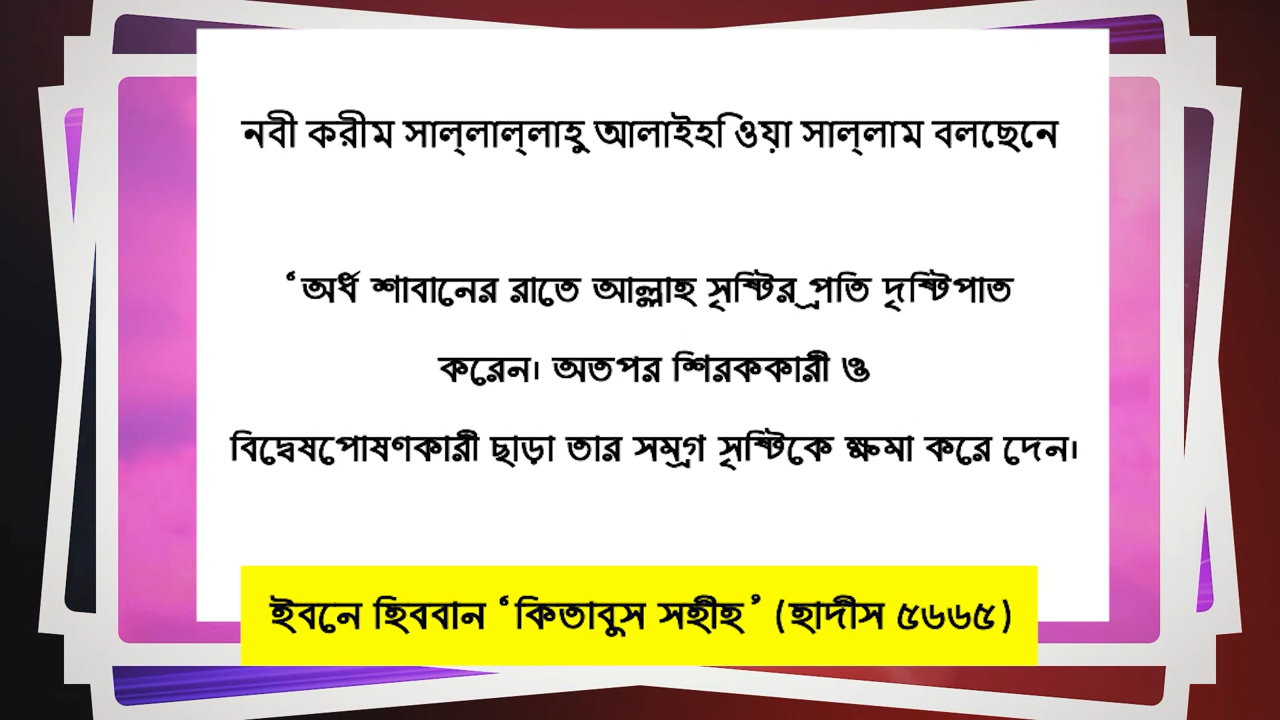 নবী করীম সাল্‌লাল্‌লাহু আলাইহি ওয়া সাল্‌লাম বলছেনে
‘অর্ধ শাবানের রাতে আল্লাহ সৃষ্টির প্রতি দৃষ্টিপাত
করেন। অতপর শিরককারী ও
বিদ্বেষপোষণকারী ছাড়া তার সমগ্র সৃষ্টিকে ক্ষমা করে দেন।
ইবনে হিববান ‘কিতাবুস সহীহ’ (হাদীস ৫৬৬৫)